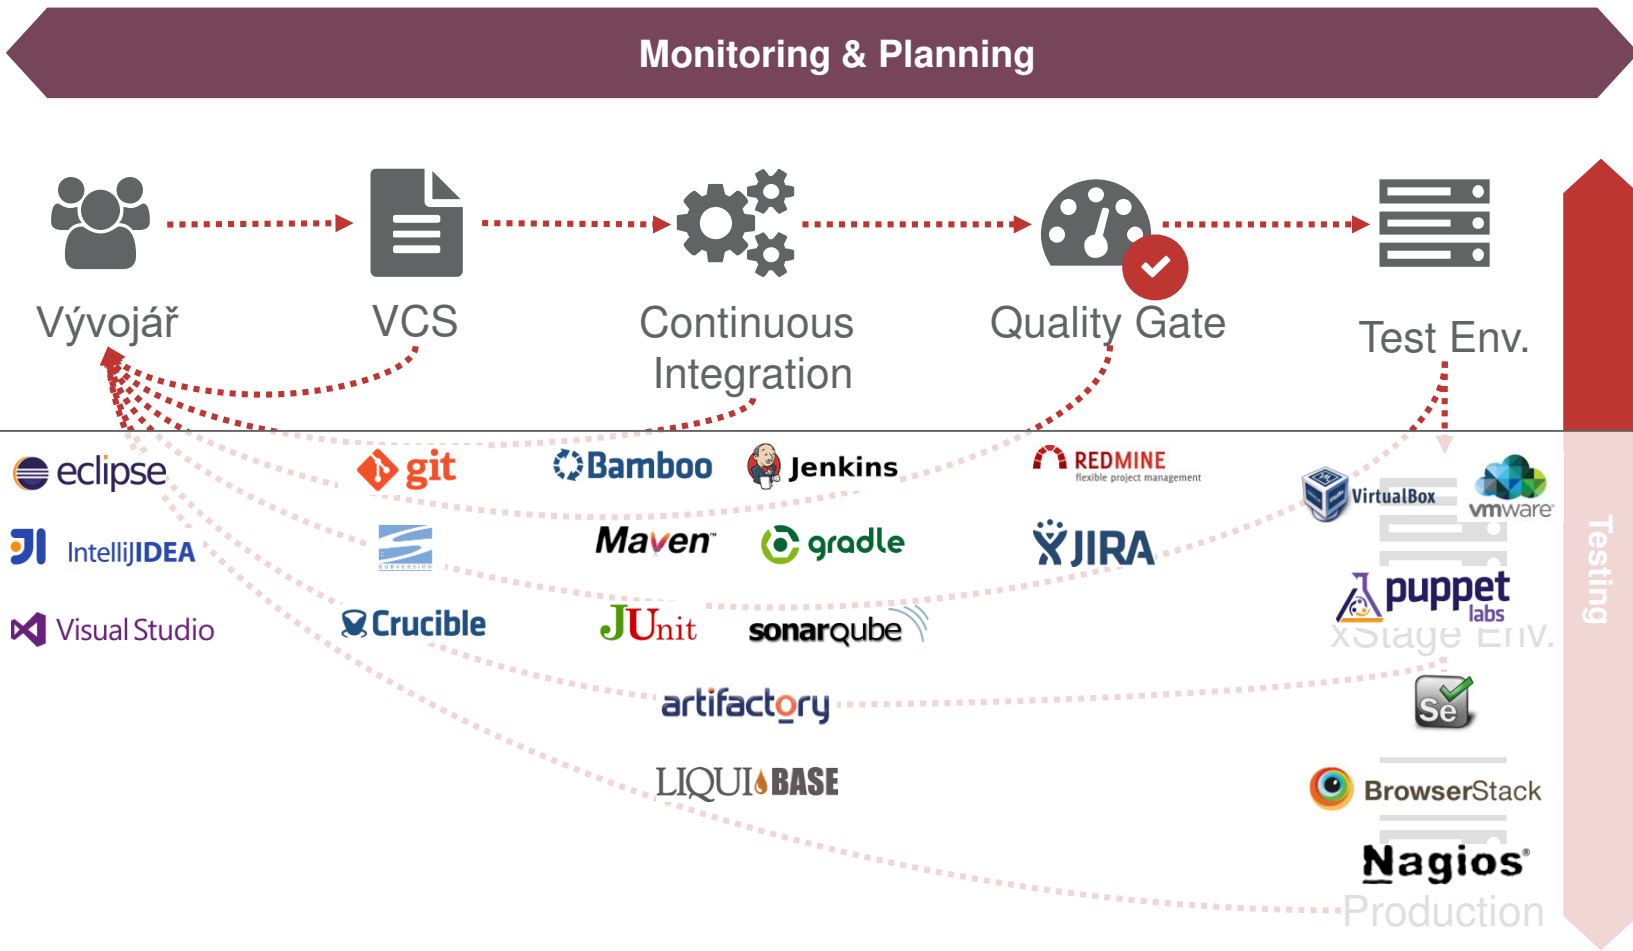 Monitoring & Planning
Vývojář
VCS
Continuous
Integration
Quality Gate
Test Env.
eclipse
git
Bamboo
Jenkins
REDMINE
flexible project management
VirtualBox
vmware
IntelliJIDEA
SUBVERSION
Maven™
gradle
JIRA
Testing
puppet
labs
Visual Studio
Crucible
JUnit
sonarqube
xStage Env.
artifactory
Se
LIQUIBASE
BrowserStack
Nagios®
Production